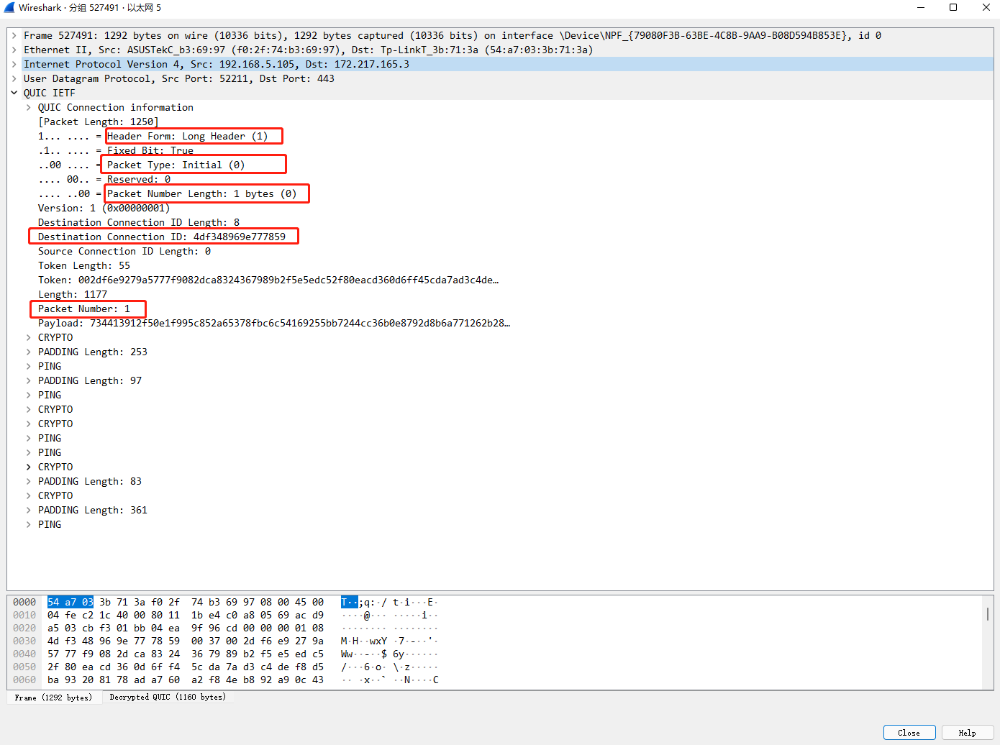 Wireshark · 分组 527491 · 以太网 5
Frame 527491: 1292 bytes on wire (10336 bits), 1292 bytes captured (10336 bits) on interface \Device\NPF_{79080F3B-63BE-4C8B-9AA9-B08D594B853E}, id 0
Ethernet II, Src: ASUSTekC_b3:69:97 (f0:2f:74:b3:69:97), Dst: Tp-LinkT_3b:71:3a (54:a7:03:3b:71:3a)
Internet Protocol Version 4, Src: 192.168.5.105, Dst: 172.217.165.3
User Datagram Protocol, Src Port: 52211, Dst Port: 443
QUIC IETF
QUIC Connection information
[Packet Length: 1250]
1... .... = Header Form: Long Header (1)
.1.. .... = Fixed Bit: True
..00 .... = Packet Type: Initial (0)
.... 00.. = Reserved: 0
.... ..00 = Packet Number Length: 1 bytes (0)
Version: 1 (0x00000001)
Destination Connection ID Length: 8
Destination Connection ID: 4df348969e777859
Source Connection ID Length: 0
Token Length: 55
Token: 002df6e9279a5777f9082dca8324367989b2f5e5edc52f80eacd360d6ff45cda7ad3c4de…
Length: 1177
Packet Number: 1
Payload: 734413912f50e1f995c852a65378fbc6c54169255bb7244cc36b0e8792d8b6a771262b28…
CRYPTO
PADDING Length: 253
PING
PADDING Length: 97
PING
CRYPTO
CRYPTO
PING
PING
CRYPTO
PADDING Length: 83
CRYPTO
PADDING Length: 361
PING
0000 54 a7 03 3b 71 3a f0 2f 74 b3 69 97 08 00 45 00 T··;q:·/ t·i···E·
0010 04 fe c2 1c 40 00 80 11 1b e4 c0 a8 05 69 ac d9 ····@··· ·····i··
0020 a5 03 cb f3 01 bb 04 ea 9f 96 cd 00 00 00 01 08 ········ ········
0030 4d f3 48 96 9e 77 78 59 00 37 00 2d f6 e9 27 9a M·H··wxY ·7·-··'·
0040 57 77 f9 08 2d ca 83 24 36 79 89 b2 f5 e5 ed c5 Ww··-··$ 6y······
0050 2f 80 ea cd 36 0d 6f f4 5c da 7a d3 c4 de f8 d5 /···6·o· \·z·····
0060 ba 93 20 81 78 ad a7 60 a2 f8 4e b8 92 a9 0c 43 ·· ·x··` ··N····C
Frame (1292 bytes) Decrypted QUIC (1160 bytes)
Close Help